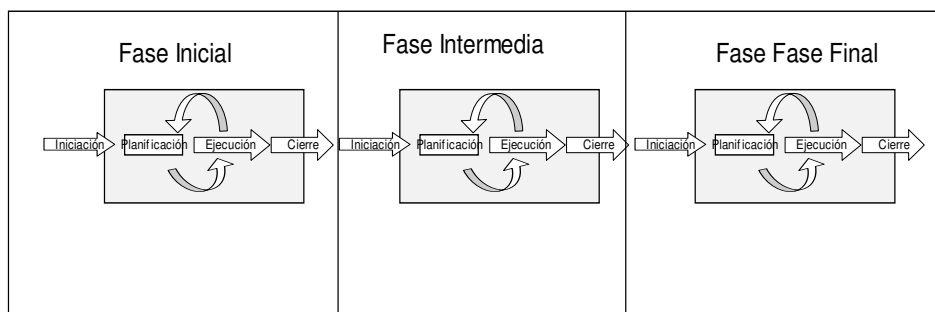 Fase Inicial
Fase Intermedia
Fase Fase Final
Iniciación Planificación Ejecución Cierre
Iniciación Planificación Ejecución Cierre
Iniciación Planificación Ejecución Cierre